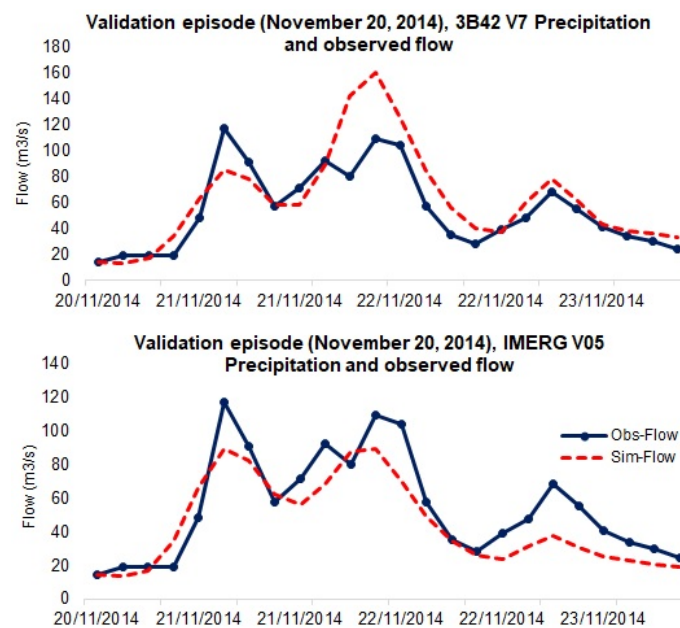 Validation episode (November 20, 2014), 3B42 V7 Precipitation
and observed flow
180
160
140
120
100
80
60
40
20
0
Flow (m3/s)
20/11/2014 21/11/2014 21/11/2014 22/11/2014 22/11/2014 23/11/2014
Validation episode (November 20, 2014), IMERG V05
Precipitation and observed flow
140
120
100
80
60
40
20
0
Flow (m3/s)
Obs-Flow
Sim-Flow
20/11/2014 21/11/2014 21/11/2014 22/11/2014 22/11/2014 23/11/2014